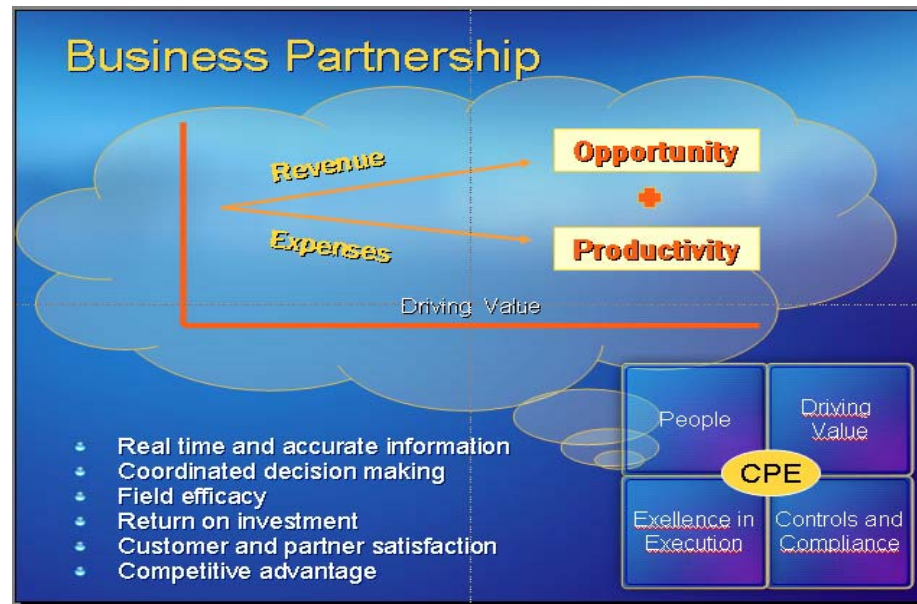 Business Partnership
Revenue
Opportunity
Expenses
Productivity
Driving Value
Real time and accurate information
Coordinated decision making
Field efficacy
Return on investment
Customer and partner satisfaction
Competitive advantage
People
Driving
Value
CPE
Exellence in
Execution
Controls and
Compliance